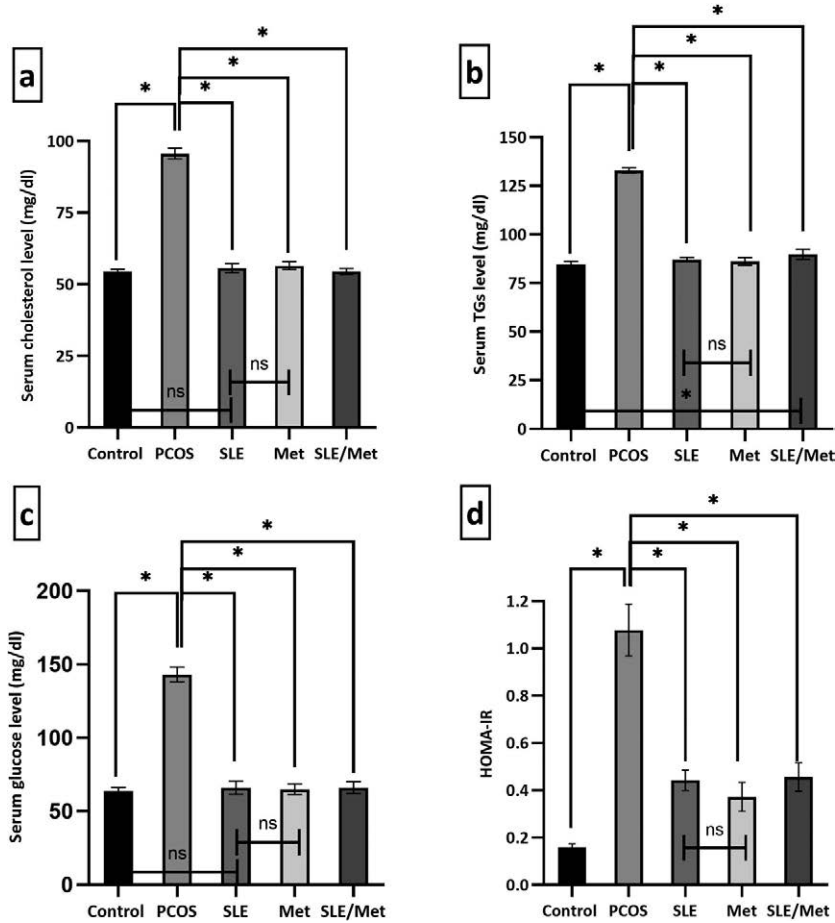 a
Serum cholesterol level (mg/dl)
100
75
50
25
0
*
*
*
*
ns
ns
Control PCOS SLE Met SLE/Met
b
Serum TGs level (mg/dl)
150
125
100
75
50
25
0
*
*
*
*
ns
*
Control PCOS SLE Met SLE/Met
c
Serum glucose level (mg/dl)
200
150
100
50
0
*
*
*
*
ns
ns
Control PCOS SLE Met SLE/Met
d
HOMA-IR
1.2
1.0
0.8
0.6
0.4
0.2
0.0
*
*
*
*
ns
Control PCOS SLE Met SLE/Met